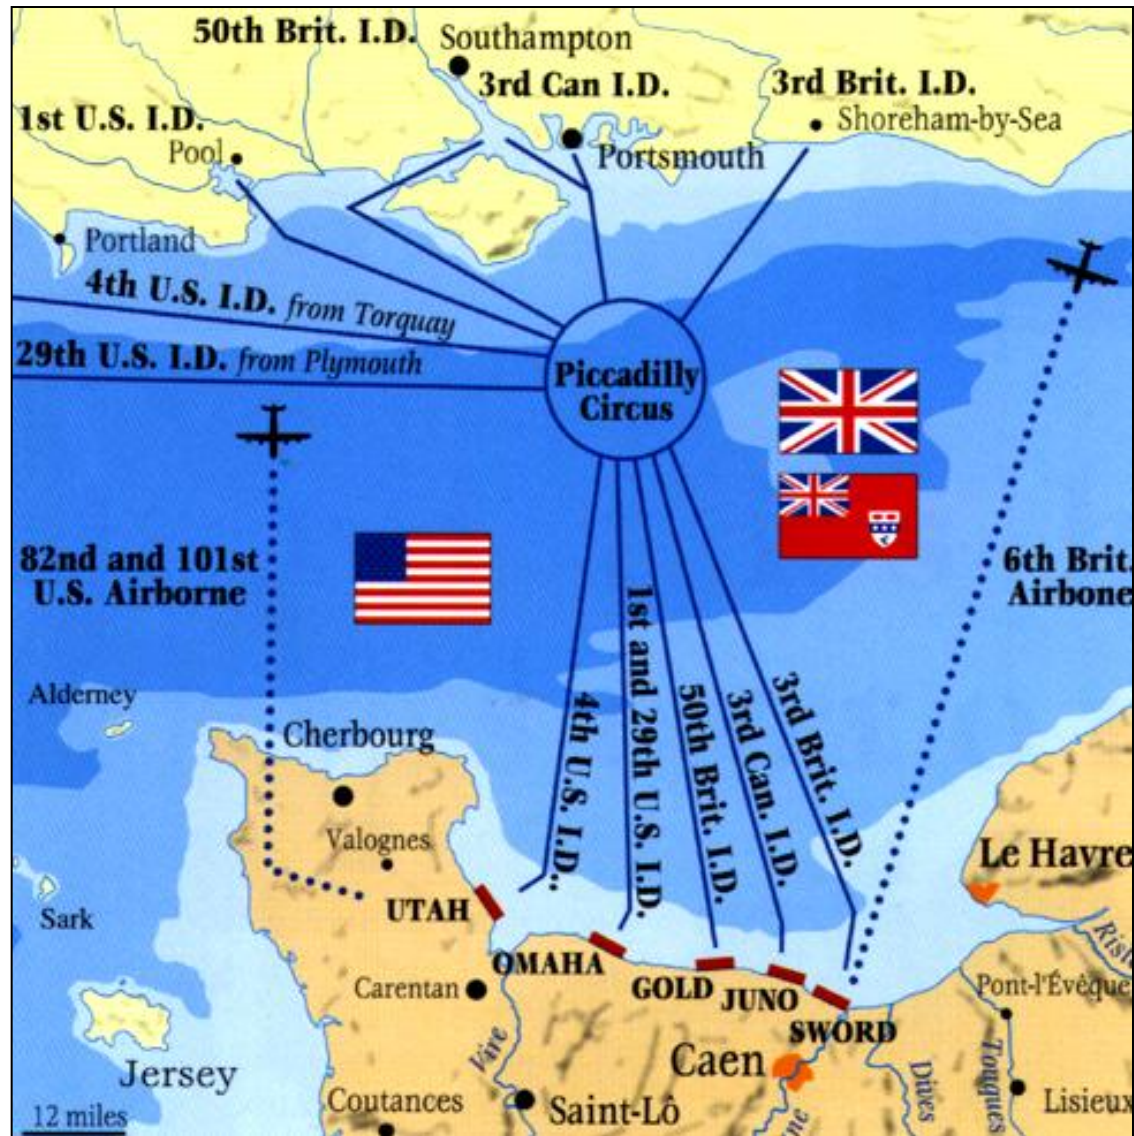 50th Brit. I.D.
Southampton
3rd Can I.D.
3rd Brit. I.D.
1st U.S. I.D.
Shoreham-by-Sea
Pool
Portsmouth
Portland
4th U.S. I.D. from Torquay
29th U.S. I.D. from Plymouth
Piccadilly
Circus
82nd and 101st
U.S. Airborne
6th Brit.
Airbone
4th U.S. I.D..
1st and 29th U.S. I.D.
50th Brit. I.D.
3rd Can. I.D.
3rd Brit. I.D.
Alderney
Cherbourg
Valognes
Le Havre
UTAH
Sark
OMAHA
GOLD
JUNO
SWORD
Carentan
Pont-l'Évêque
Vire
Caen
Jersey
Dives
Touques
Coutances
Saint-Lô
Lisieux
12 miles